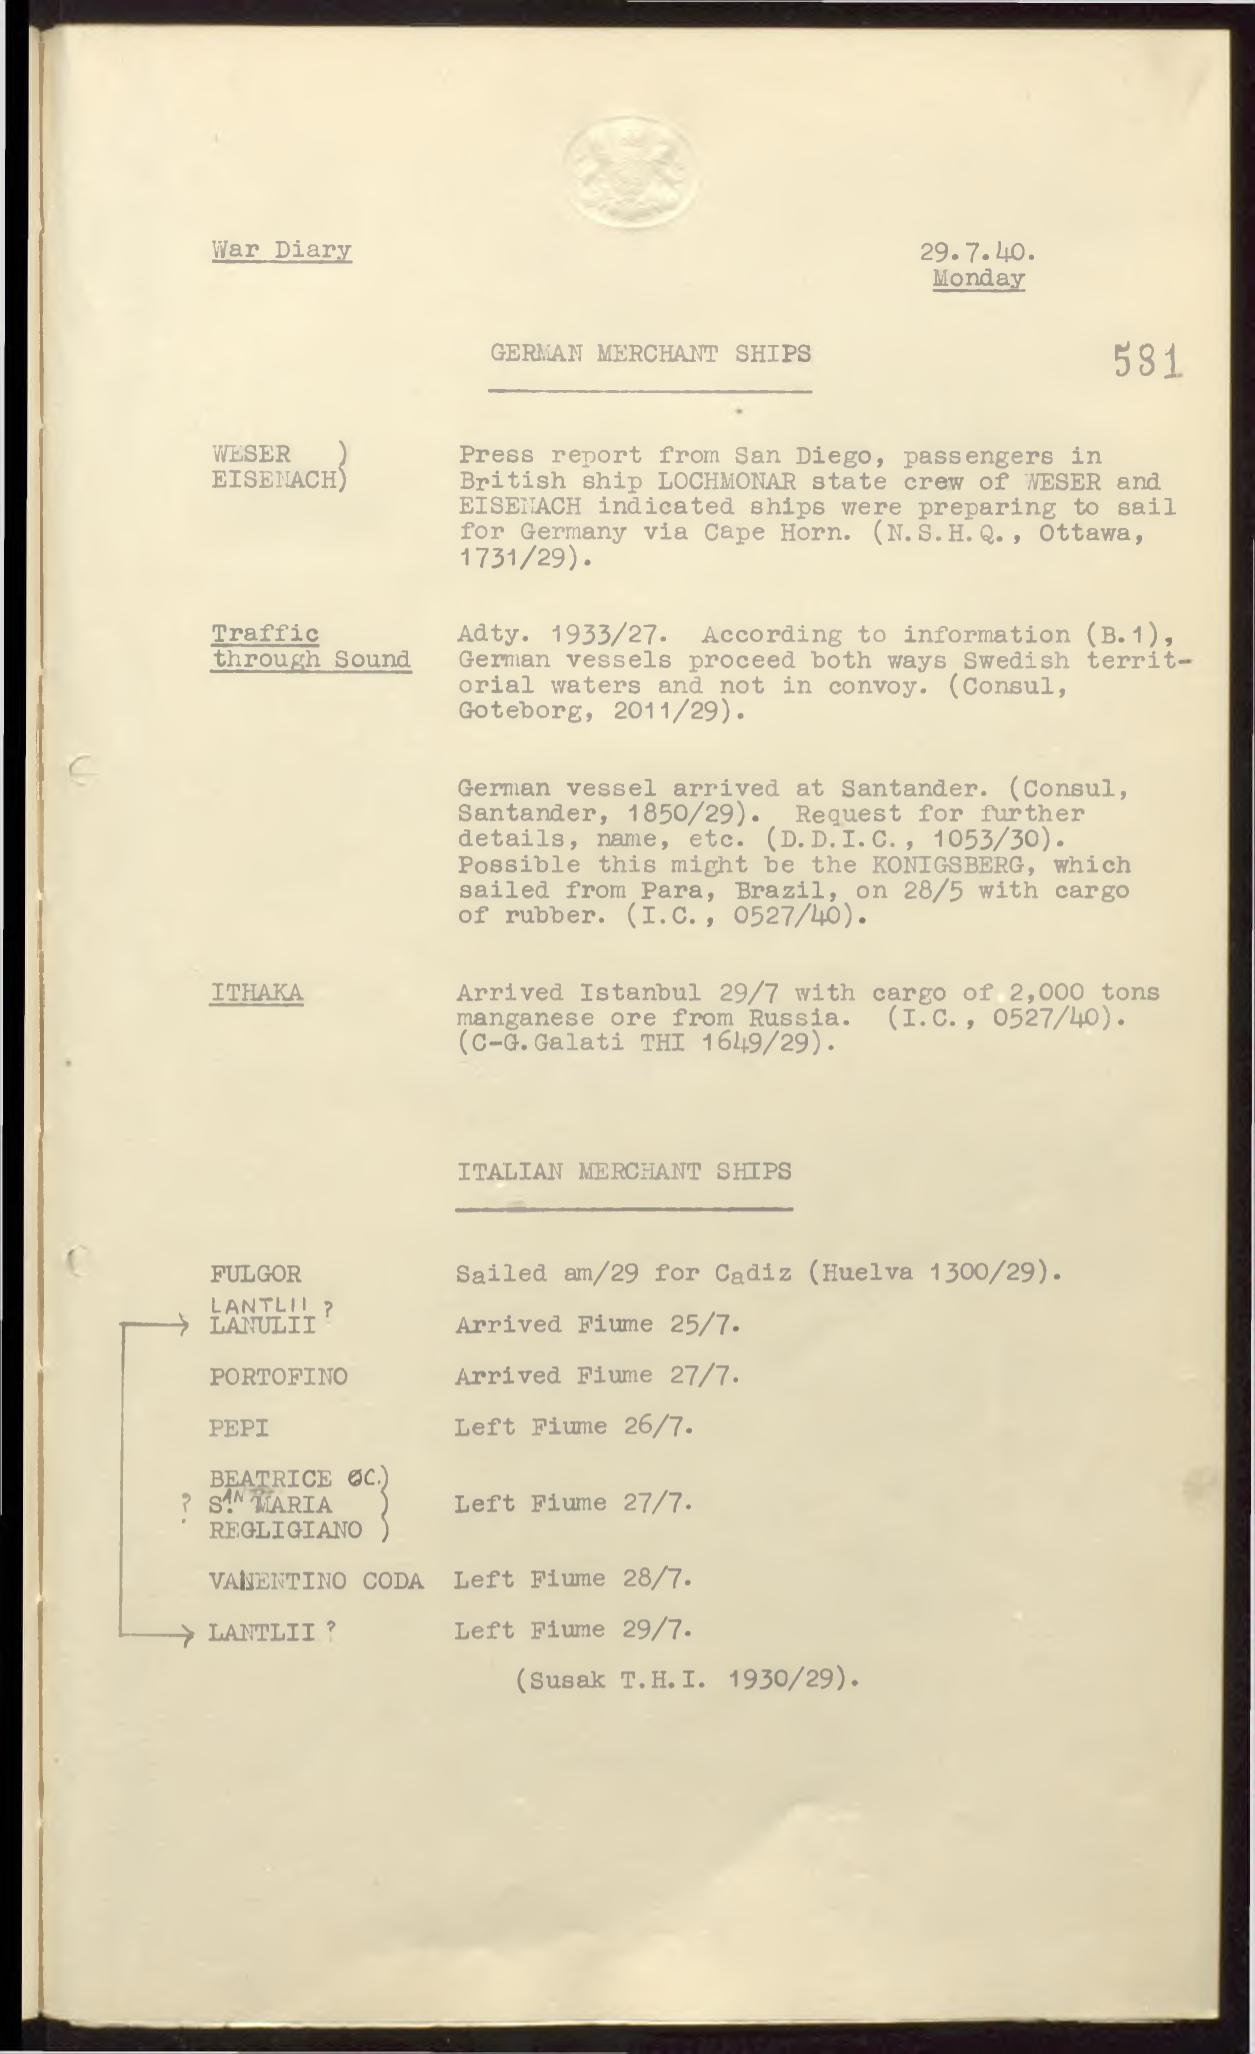 War Diary
29.7.40.
Monday
GERMAN MERCHANT SHIPS
581
WESER )
EISENACH)
Press report from San Diego, passengers in
British ship LOCHMONAR state crew of WESER and
EISENACH indicated ships were preparing to sail
for Germany via Cape Horn. (N.S.H.Q., Ottawa,
1731/29).
Traffic
through Sound
Adty. 1933/27. According to information (B.1),
German vessels proceed both ways Swedish territ-
orial waters and not in convoy. (Consul,
Goteborg, 2011/29).
German vessel arrived at Santander. (Consul,
Santander, 1850/29). Request for further
details, name, etc. (D.D.I.C., 1053/30).
Possible this might be the KONIGSBERG, which
sailed from Para, Brazil, on 28/5 with cargo
of rubber. (I.C., 0527/40).
ITHAKA
Arrived Istanbul 29/7 with cargo of 2,000 tons
manganese ore from Russia. (I.C., 0527/40).
(C-G.Galati THI 1649/29).
ITALIAN MERCHANT SHIPS
FULGOR Sailed am/29 for Cadiz (Huelva 1300/29).
LANTLII ?
LANULII Arrived Fiume 25/7.
PORTOFINO Arrived Fiume 27/7.
PEPI Left Fiume 26/7.
BEATRICE C.)
? SAN MARIA ) Left Fiume 27/7.
REGLIGIANO )
VANENTINO CODA Left Fiume 28/7.
LANTLII ? Left Fiume 29/7.
(Susak T.H.I. 1930/29).